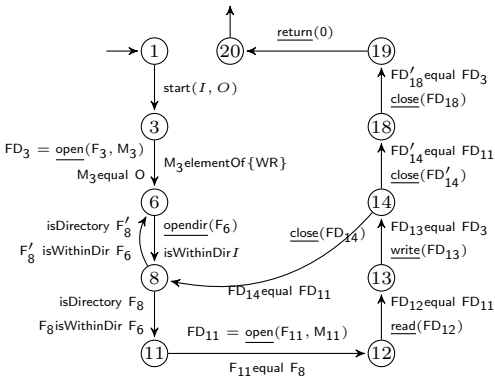 return(0)
1
20
19
start(I, O)
FD′18equal FD3
close(FD18)
3
18
FD3 = open(F3, M3)
M3equal O
M3elementOf{WR}
FD′14equal FD11
close(FD′14)
6
14
isDirectory F′8
F′8 isWithinDir F6
opendir(F6)
isWithinDirI
close(FD14)
FD13equal FD3
write(FD13)
8
13
FD14equal FD11
isDirectory F8
F8isWithinDir F6
FD12equal FD11
read(FD12)
FD11 = open(F11, M11)
11
12
F11equal F8